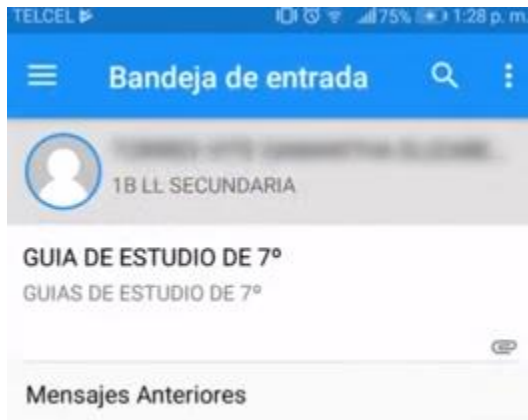 TELCEL 75% 1:28 p. m.
Bandeja de entrada
1B LL SECUNDARIA
GUIA DE ESTUDIO DE 7º
GUIAS DE ESTUDIO DE 7º
Mensajes Anteriores